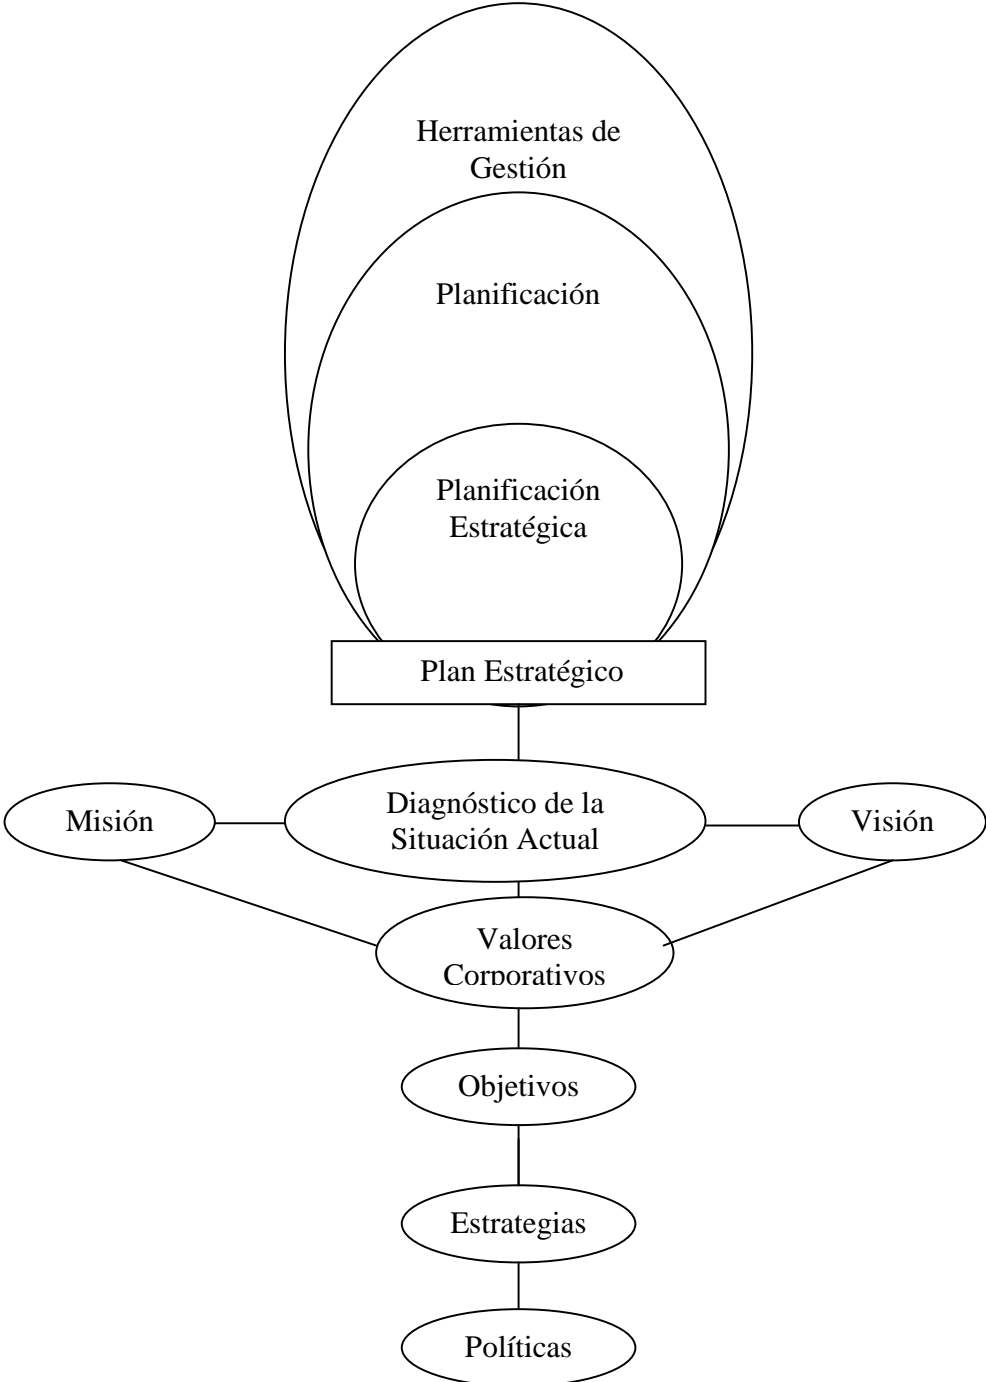 Herramientas de
Gestión
Planificación
Planificación
Estratégica
Plan Estratégico
Misión
Diagnóstico de la
Situación Actual
Visión
Valores
Corporativos
Objetivos
Estrategias
Políticas